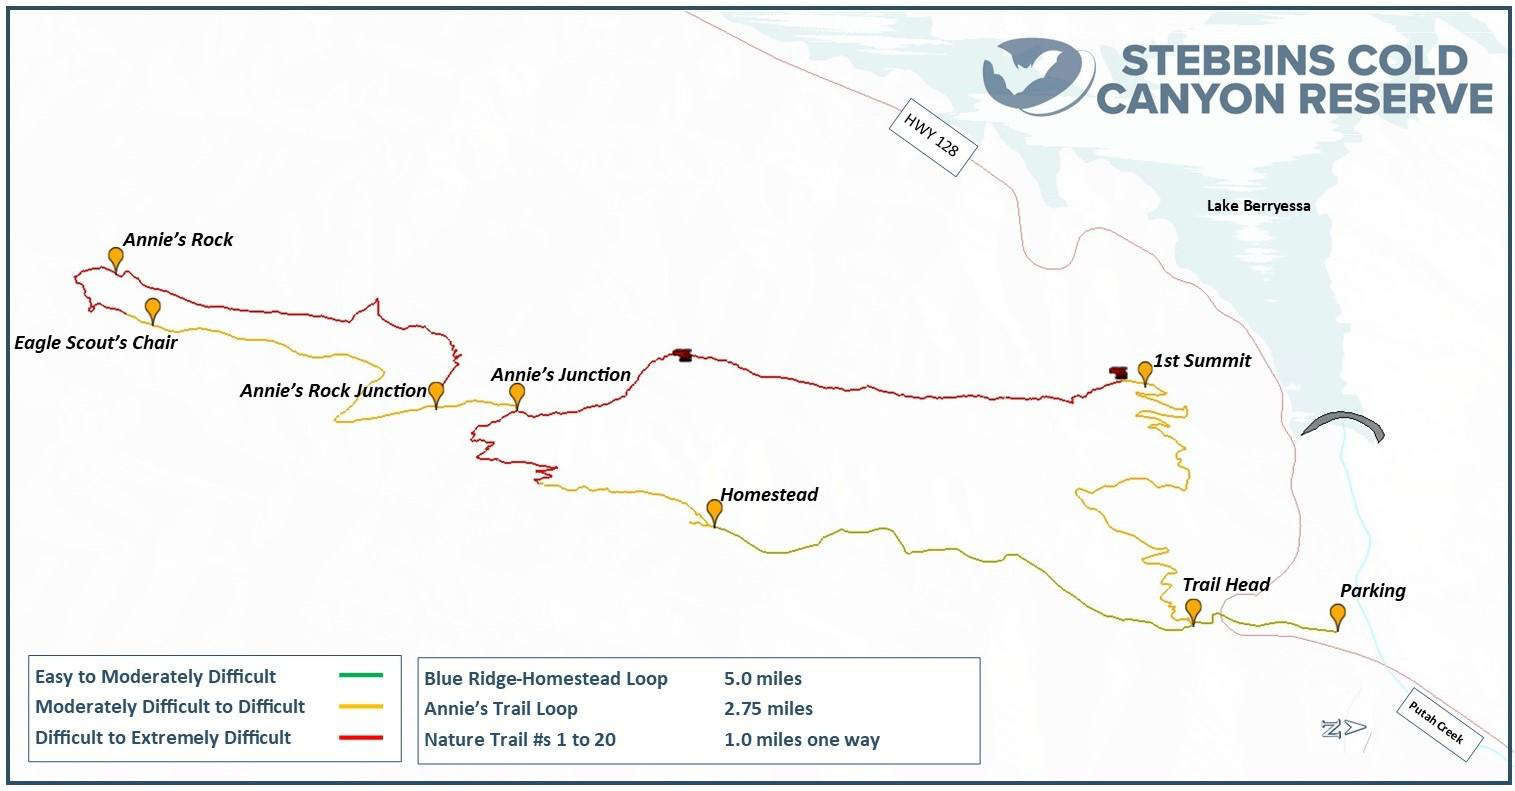 STEBBINS COLD
CANYON RESERVE
HWY 128
Lake Berryessa
Annie's Rock
Eagle Scout's Chair
1st Summit
Annie's Junction
Annie's Rock Junction
Homestead
Trail Head
Parking
Easy to Moderately Difficult
Moderately Difficult to Difficult
Difficult to Extremely Difficult
Blue Ridge-Homestead Loop 5.0 miles
Annie's Trail Loop 2.75 miles
Nature Trail #s 1 to 20 1.0 miles one way
N
Putah Creek